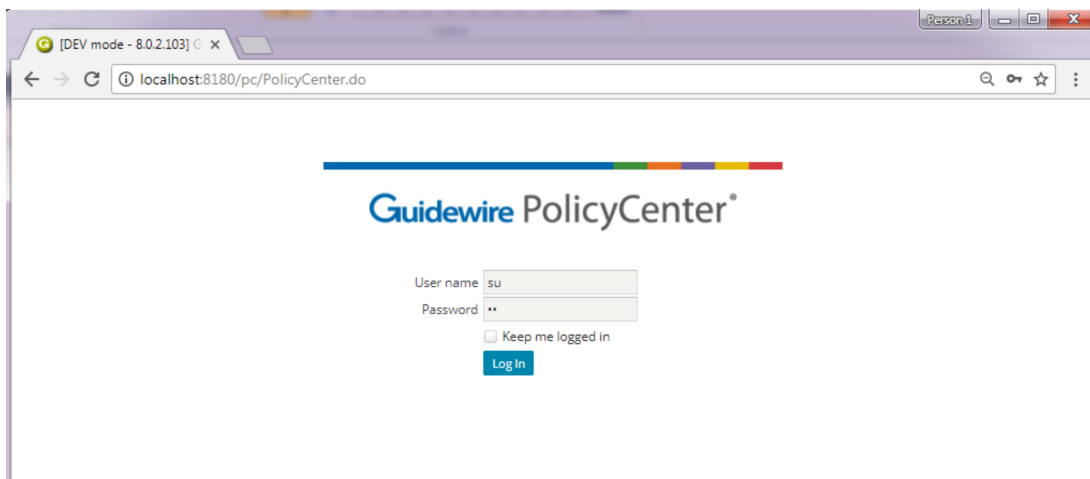 Person 1
[DEV mode - 8.0.2.103] G
localhost:8180/pc/PolicyCenter.do
Guidewire PolicyCenter®
User name su
Password ••
Keep me logged in
Log In